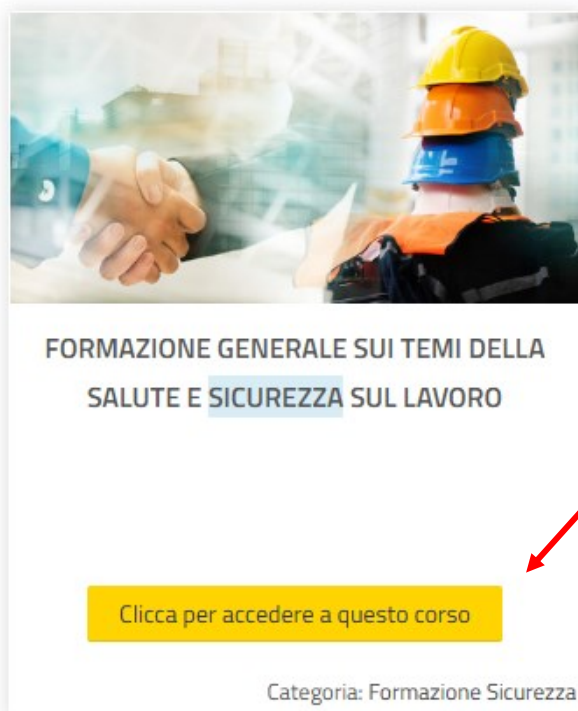 FORMAZIONE GENERALE SUI TEMI DELLA
SALUTE E SICUREZZA SUL LAVORO
Clicca per accedere a questo corso
Categoria: Formazione Sicurezza